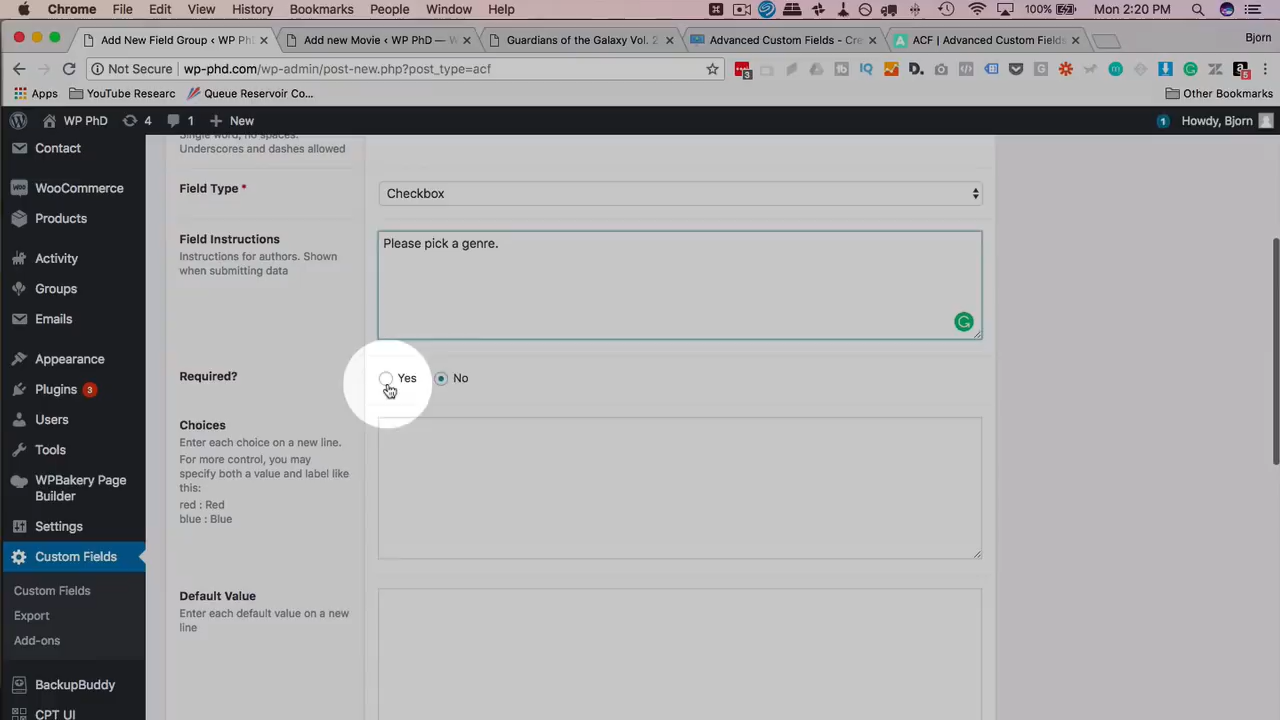 Chrome File Edit View History Bookmarks People Window Help 100% Mon 2:20 PM
Add New Field Group ‹ WP Ph Add new Movie ‹ WP PhD — W Guardians of the Galaxy Vol. 2 Advanced Custom Fields - Cre ACF | Advanced Custom Fields Bjorn
Not Secure wp-phd.com/wp-admin/post-new.php?post_type=acf
Apps YouTube Researc Queue Reservoir Co... Other Bookmarks
WP PhD 4 1 New 1 Howdy, Bjorn
Contact
WooCommerce
Products
Activity
Groups
Emails
Appearance
Plugins 3
Users
Tools
WPBakery Page
Builder
Settings
Custom Fields
Custom Fields
Export
Add-ons
BackupBuddy
CPT UI
Single word, no spaces.
Underscores and dashes allowed
Field Type *
Checkbox
Field Instructions
Instructions for authors. Shown
when submitting data
Please pick a genre.
Required?
Yes No
Choices
Enter each choice on a new line.
For more control, you may
specify both a value and label like
this:
red : Red
blue : Blue
Default Value
Enter each default value on a new
line